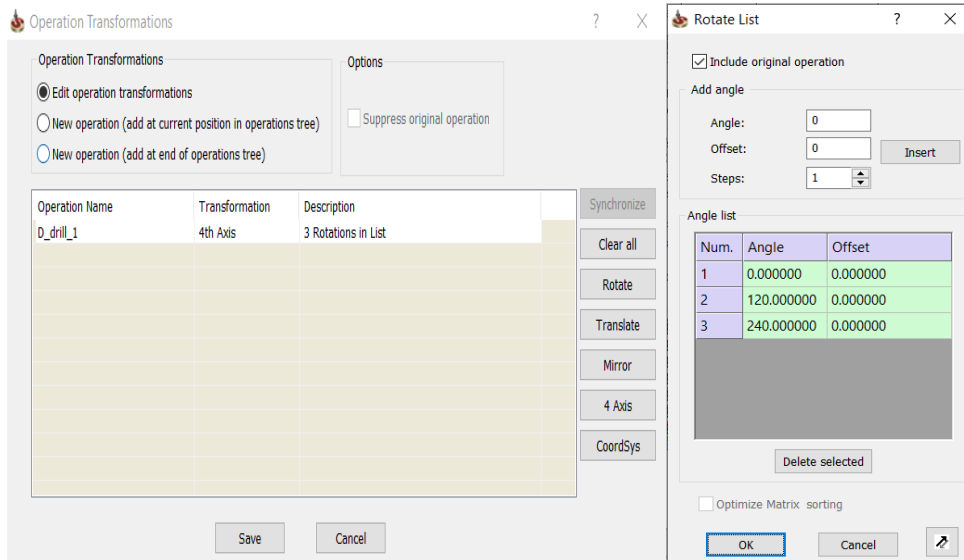 Operation Transformations ? X
Operation Transformations
Edit operation transformations
New operation (add at current position in operations tree)
New operation (add at end of operations tree)
Options
Suppress original operation
Operation Name Transformation Description
D_drill_1 4th Axis 3 Rotations in List
Synchronize
Clear all
Rotate
Translate
Mirror
4 Axis
CoordSys
Save Cancel
Rotate List ? X
Include original operation
Add angle
Angle: 0
Offset: 0
Insert
Steps: 1
Angle list
Num. Angle Offset
1 0.000000 0.000000
2 120.000000 0.000000
3 240.000000 0.000000
Delete selected
Optimize Matrix sorting
OK Cancel